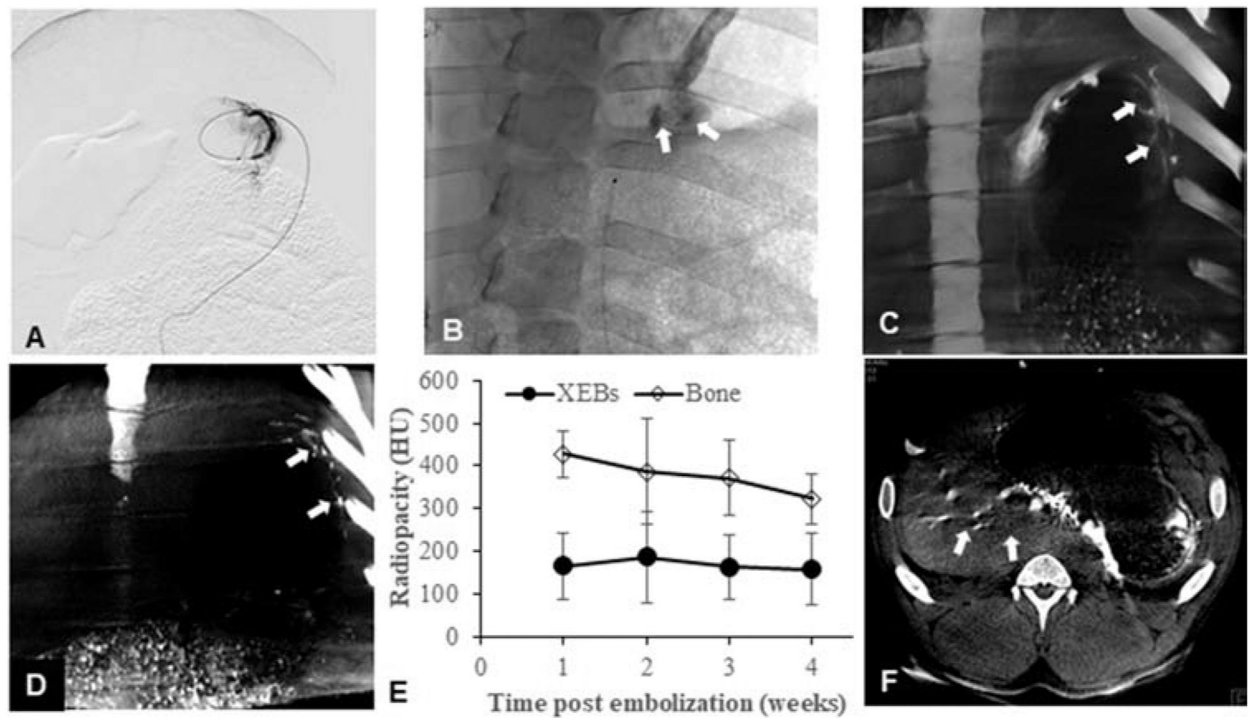 A
B
C
D
E
600
500
400
300
200
100
0
Radiopacity (HU)
XEBs Bone
0 1 2 3 4
Time post embolization (weeks)
F